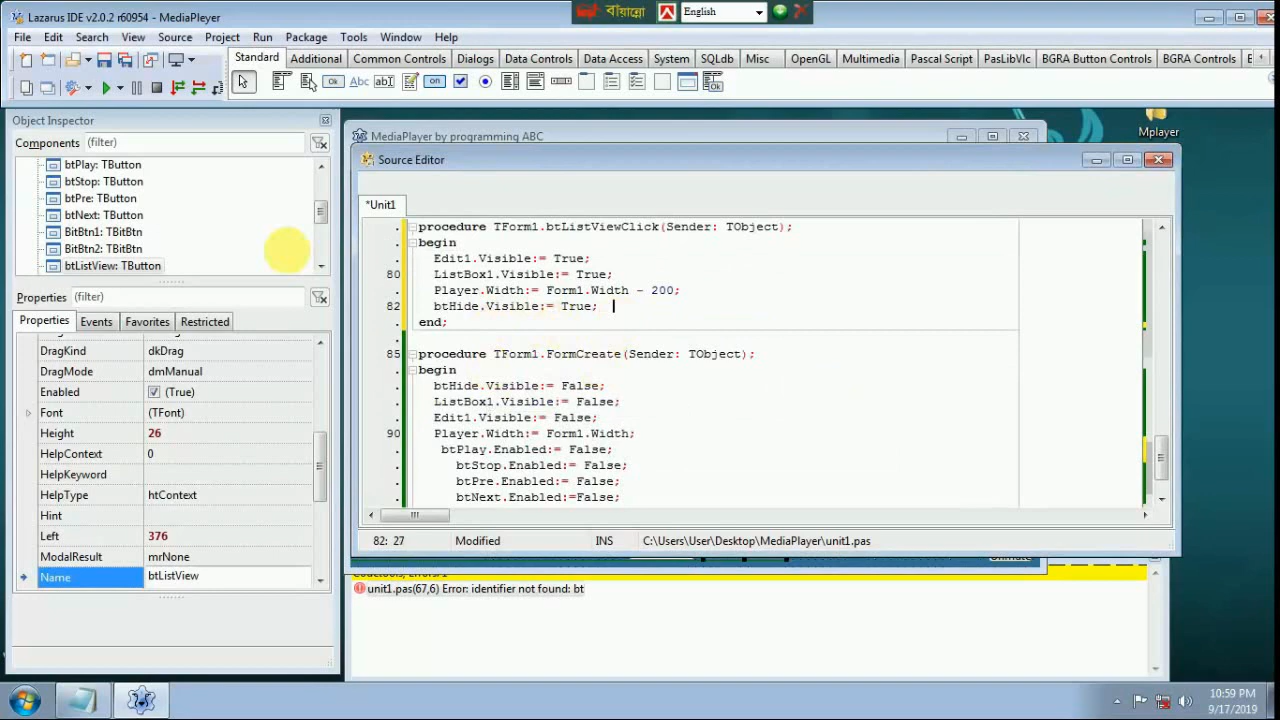 বাঁয়ান্নো English
Lazarus IDE v2.0.2 r60954 - MediaPlayer
File Edit Search View Source Project Run Package Tools Window Help
Standard Additional Common Controls Dialogs Data Controls Data Access System SQLdb Misc OpenGL Multimedia Pascal Script PasLibVlc BGRA Button Controls BGRA Controls
Ok Abc abI on Ok
Object Inspector
Components (filter)
btPlay: TButton
btStop: TButton
btPre: TButton
btNext: TButton
BitBtn1: TBitBtn
BitBtn2: TBitBtn
btListView: TButton
Properties (filter)
Properties Events Favorites Restricted
DragKind dkDrag
DragMode dmManual
Enabled (True)
Font (TFont)
Height 26
HelpContext 0
HelpKeyword
HelpType htContext
Hint
Left 376
ModalResult mrNone
Name btListView
MediaPlayer by programming ABC
Source Editor
*Unit1
procedure TForm1.btListViewClick(Sender: TObject);
. begin
. Edit1.Visible:= True;
80 ListBox1.Visible:= True;
. Player.Width:= Form1.Width - 200;
82 btHide.Visible:= True;
. end;
.
85 procedure TForm1.FormCreate(Sender: TObject);
. begin
. btHide.Visible:= False;
. ListBox1.Visible:= False;
. Edit1.Visible:= False;
90 Player.Width:= Form1.Width;
. btPlay.Enabled:= False;
. btStop.Enabled:= False;
. btPre.Enabled:= False;
. btNext.Enabled:=False;
82: 27 Modified INS C:\Users\User\Desktop\MediaPlayer\unit1.pas
unit1.pas(67,6) Error: identifier not found: bt
Mplayer
10:59 PM
9/17/2019